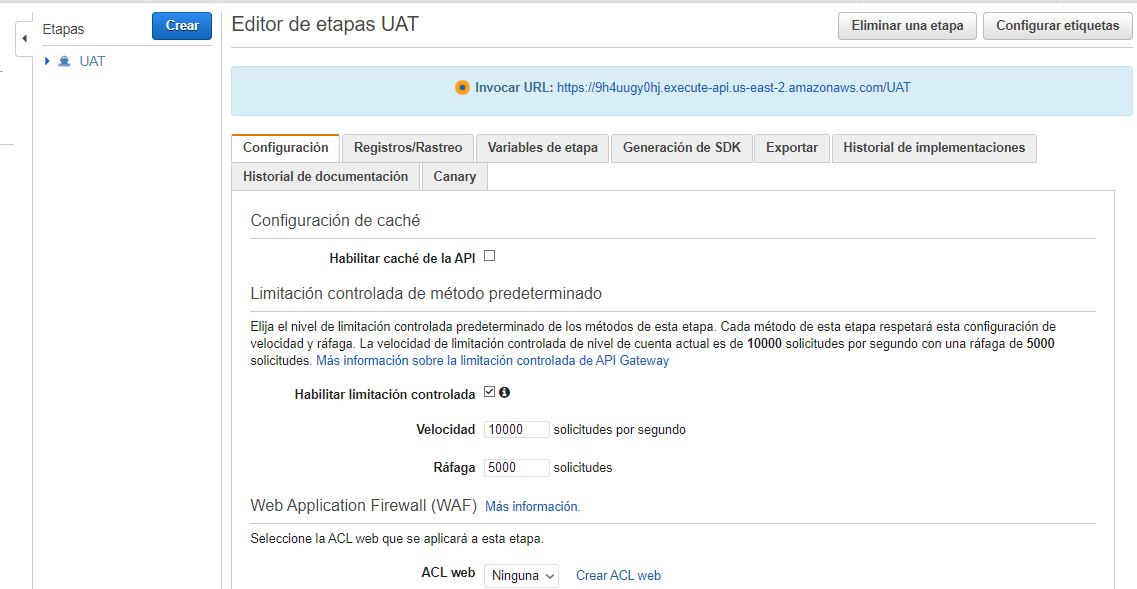 Etapas
Crear
UAT
Editor de etapas UAT
Eliminar una etapa
Configurar etiquetas
Invocar URL: https://9h4uugy0hj.execute-api.us-east-2.amazonaws.com/UAT
Configuración
Registros/Rastreo
Variables de etapa
Generación de SDK
Exportar
Historial de implementaciones
Historial de documentación
Canary
Configuración de caché
Habilitar caché de la API
Limitación controlada de método predeterminado
Elija el nivel de limitación controlada predeterminado de los métodos de esta etapa. Cada método de esta etapa respetará esta configuración de
velocidad y ráfaga. La velocidad de limitación controlada de nivel de cuenta actual es de 10000 solicitudes por segundo con una ráfaga de 5000
solicitudes. Más información sobre la limitación controlada de API Gateway
Habilitar limitación controlada
Velocidad 10000 solicitudes por segundo
Ráfaga 5000 solicitudes
Web Application Firewall (WAF) Más información.
Seleccione la ACL web que se aplicará a esta etapa.
ACL web Ninguna Crear ACL web